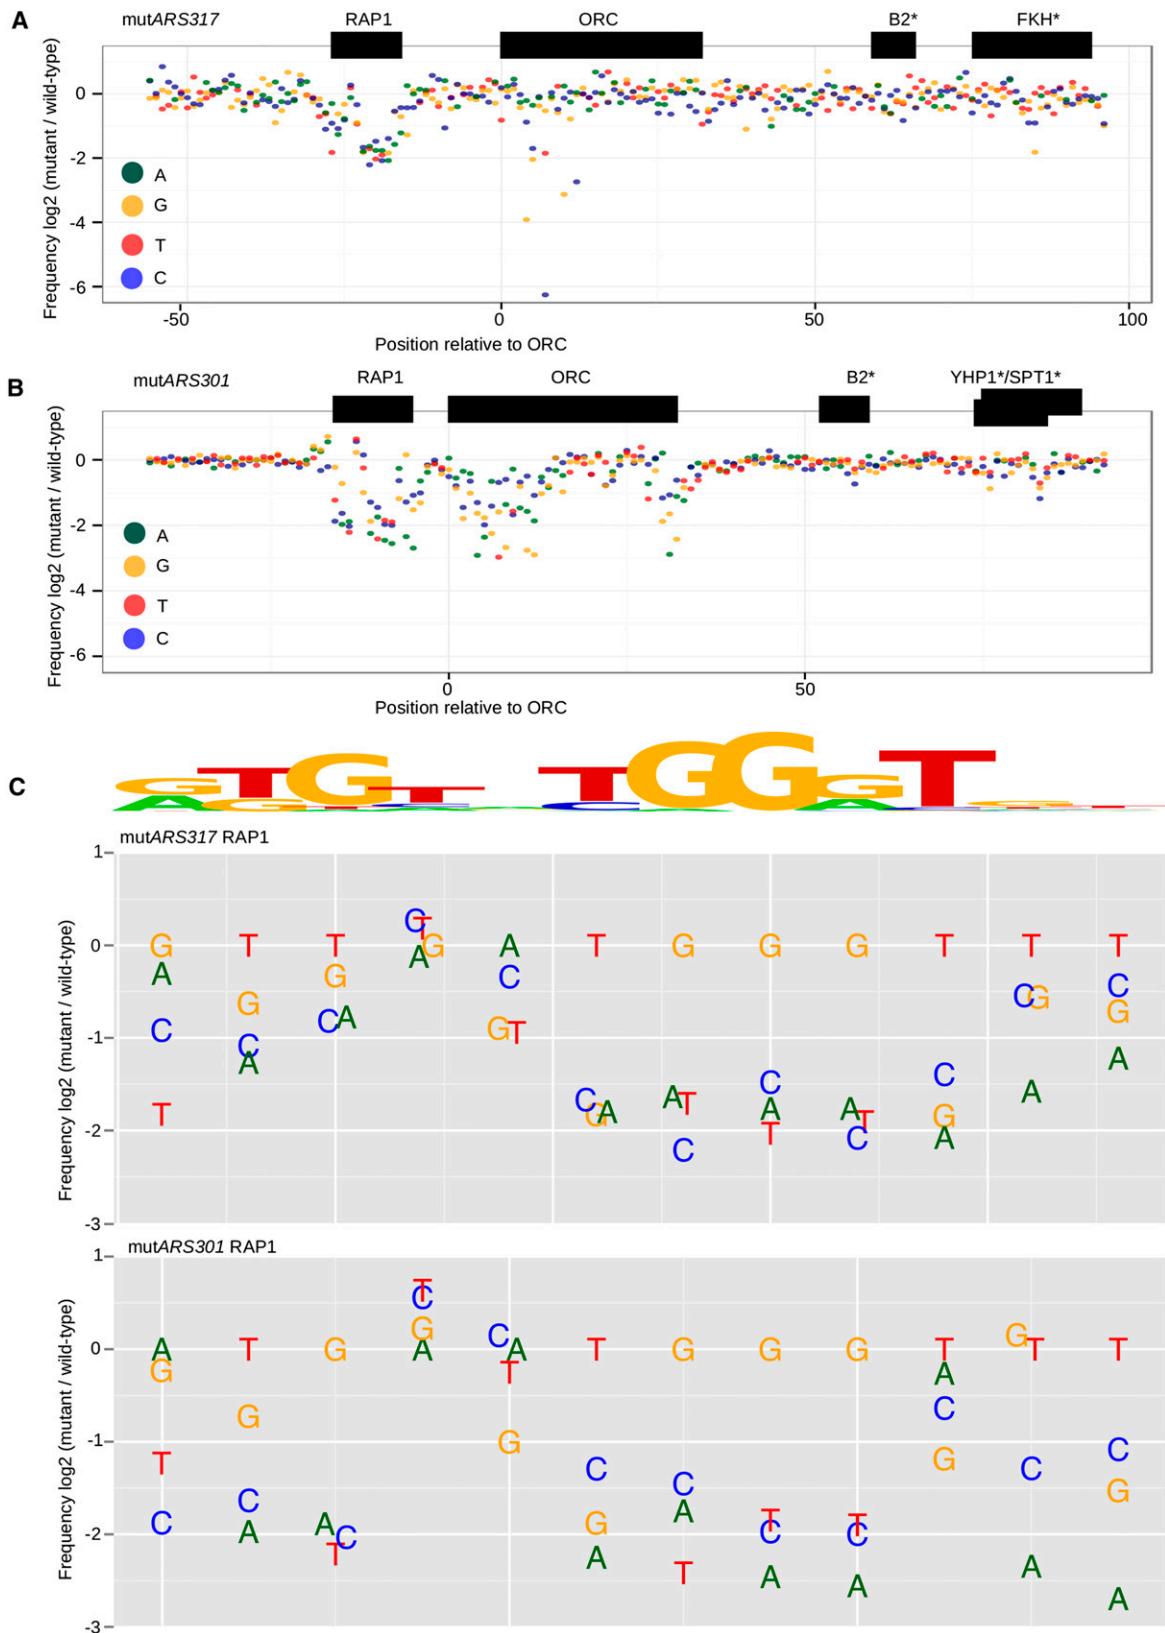 A
mutARS317 RAP1 ORC B2* FKH*
Frequency log2 (mutant / wild-type)
0
-2
-4
-6
A
G
T
C
-50 0 50 100
Position relative to ORC
B
mutARS301 RAP1 ORC B2* YHP1*/SPT1*
Frequency log2 (mutant / wild-type)
0
-2
-4
-6
A
G
T
C
0 50
Position relative to ORC
C
G T G T T G G G T G T
A G T C C A C
mutARS317 RAP1
Frequency log2 (mutant / wild-type)
1
0
-1
-2
-3
G T T C T G A A T G G G T T T
A G G C C G C
C C A C A G T G
T A C G A A T C A T A T C C G A A A
mutARS301 RAP1
Frequency log2 (mutant / wild-type)
1
0
-1
-2
-3
T C G A
A T G C A T G G G T G T T
G G T G A C G
T C A A C T C G A C A T T C A T C A C A C G
C A A